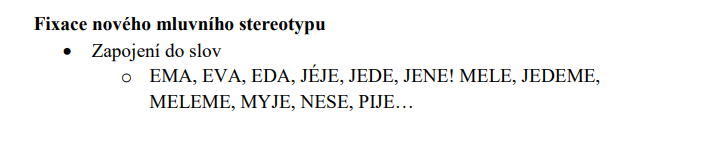 Fixace nového mluvního stereotypu
• Zapojení do slov
o EMA, EVA, EDA, JÉJE, JEDE, JENE! MELE, JEDEME,
MELEME, MYJE, NESE, PIJE…